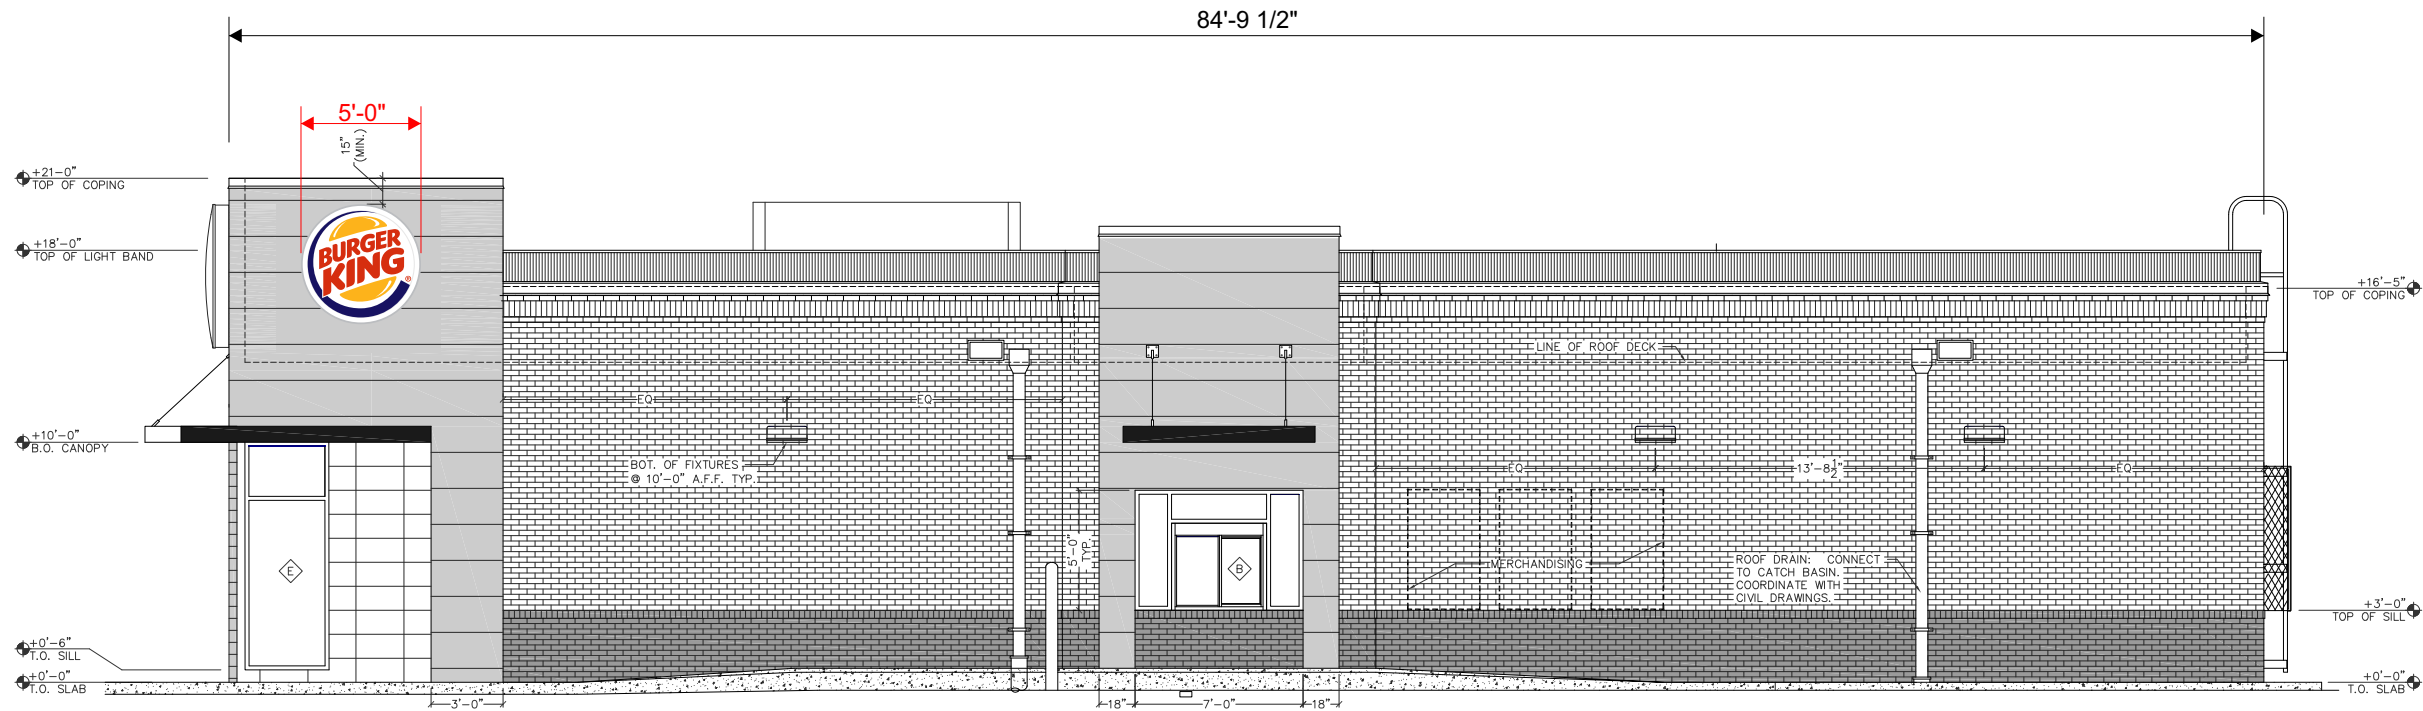 84'-9 1/2"
5'-0"
15"
(MIN.)
+21'-0"
TOP OF COPING
+18'-0"
TOP OF LIGHT BAND
BURGER
KING
®
+16'-5"
TOP OF COPING
LINE OF ROOF DECK
EQ
EQ
+10'-0"
B.O. CANOPY
BOT. OF FIXTURES
@ 10'-0" A.F.F. TYP.
EQ
13'-8 1/2"
EQ
5'-0"
TYP.
E
B
MERCHANDISING
ROOF DRAIN: CONNECT
TO CATCH BASIN.
COORDINATE WITH
CIVIL DRAWINGS.
+3'-0"
TOP OF SILL
+0'-6"
T.O. SILL
+0'-0"
T.O. SLAB
+0'-0"
T.O. SLAB
3'-0"
18"
7'-0"
18"